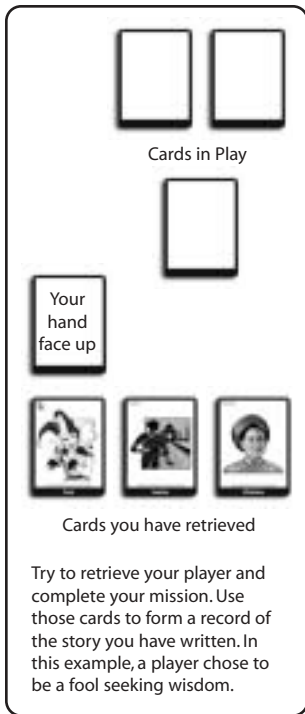 Cards in Play
Your
hand
face up
Cards you have retrieved
Try to retrieve your player and
complete your mission. Use
those cards to form a record of
the story you have written. In
this example, a player chose to
be a fool seeking wisdom.